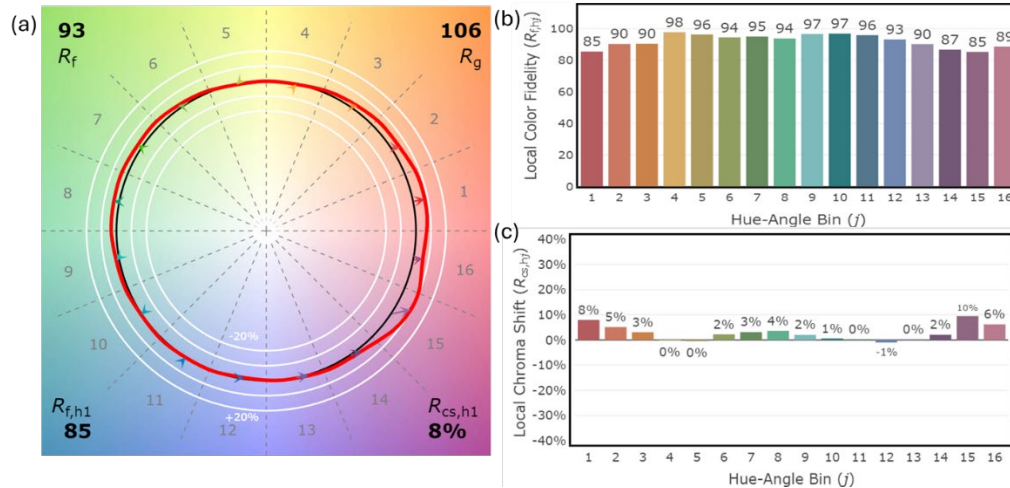 (a)
93
R_f
106
R_g
5
4
6
3
7
2
8
1
9
16
10
15
11
14
12
13
-20%
+20%
R_f,h1
85
R_cs,h1
8%
(b)
Local Color Fidelity (R_f,hj)
100
80
60
40
20
0
85 90 90 98 96 94 95 94 97 97 96 93 90 87 85 89
1 2 3 4 5 6 7 8 9 10 11 12 13 14 15 16
Hue-Angle Bin (j)
(c)
Local Chroma Shift (R_cs,hj)
40%
30%
20%
10%
0%
-10%
-20%
-30%
-40%
8% 5% 3% 0% 0% 2% 3% 4% 2% 1% 0% -1% 0% 2% 10% 6%
1 2 3 4 5 6 7 8 9 10 11 12 13 14 15 16
Hue-Angle Bin (j)